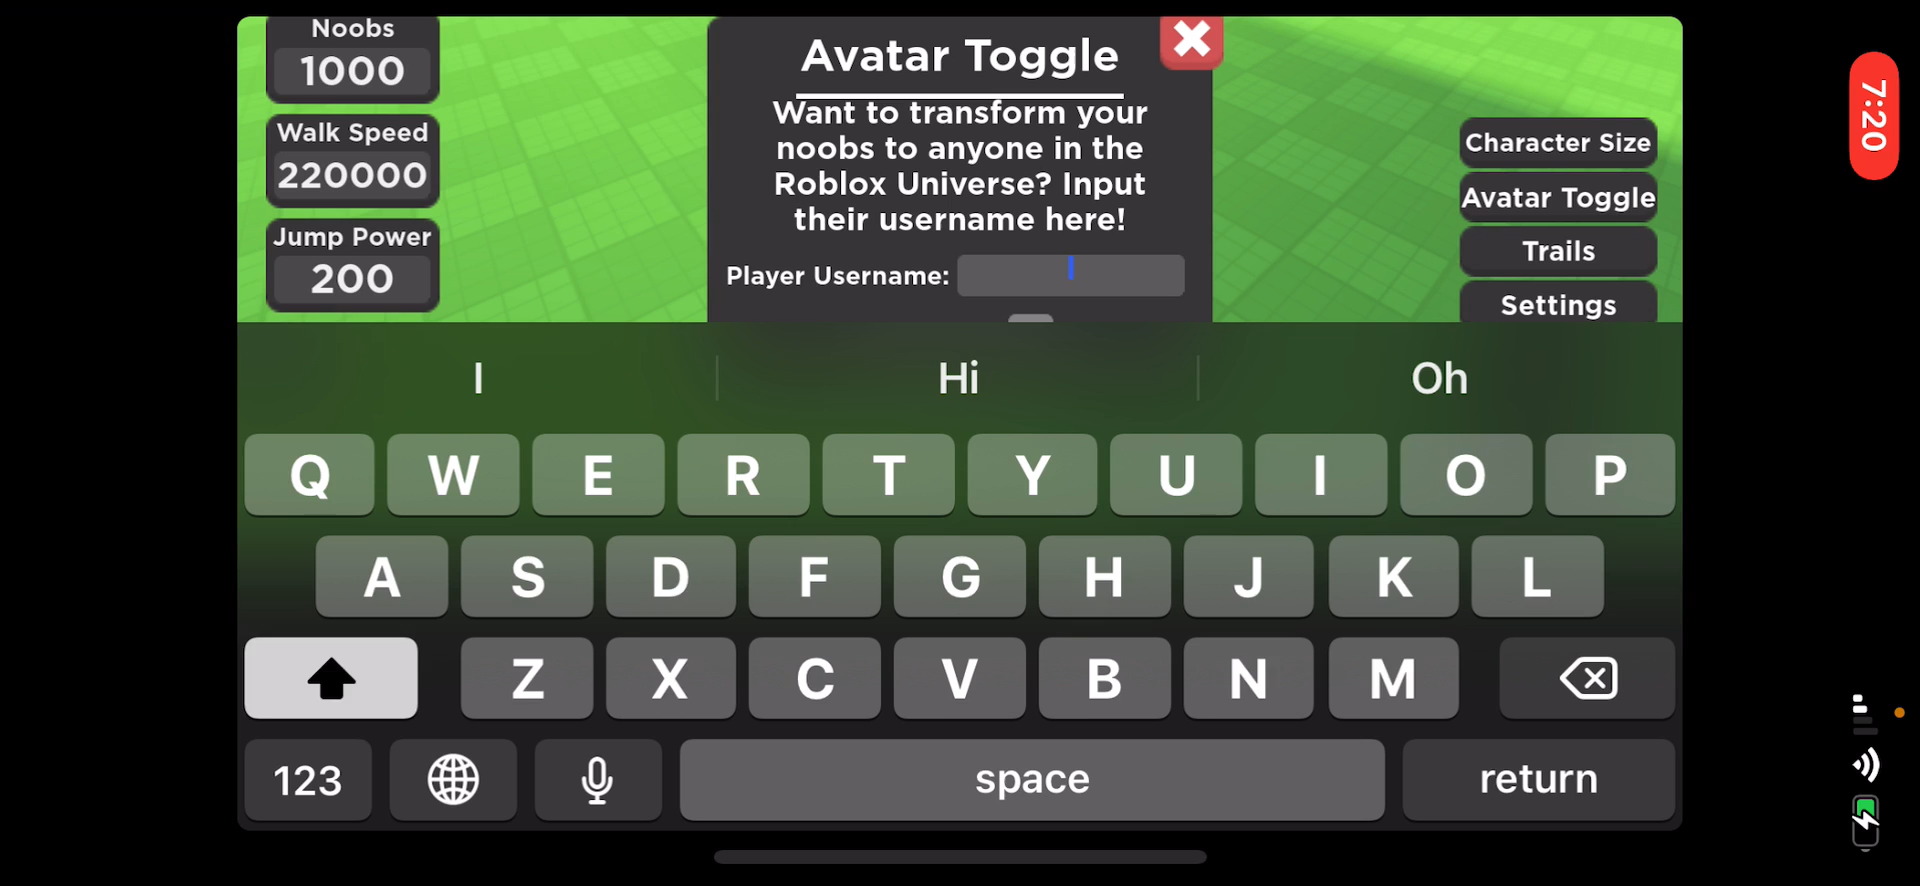 Noobs
1000
Walk Speed
220000
Jump Power
200
Avatar Toggle
Want to transform your
noobs to anyone in the
Roblox Universe? Input
their username here!
Player Username:
Character Size
Avatar Toggle
Trails
Settings
7:20
I Hi Oh
Q W E R T Y U I O P
A S D F G H J K L
Z X C V B N M
123 space return